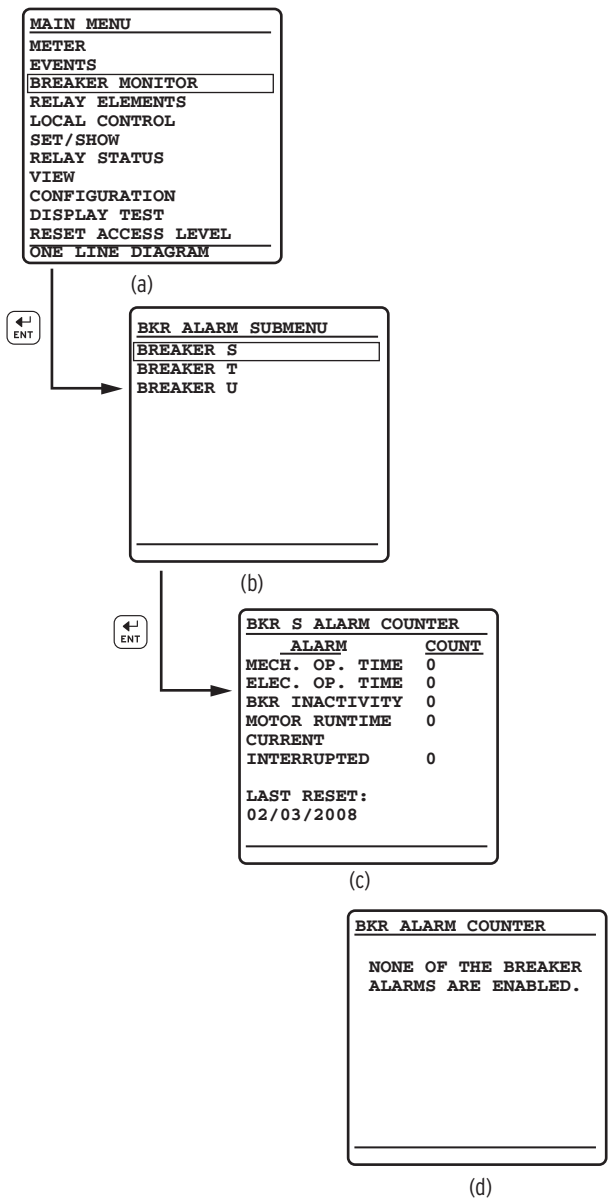 MAIN MENU
METER
EVENTS
BREAKER MONITOR
RELAY ELEMENTS
LOCAL CONTROL
SET/SHOW
RELAY STATUS
VIEW
CONFIGURATION
DISPLAY TEST
RESET ACCESS LEVEL
ONE LINE DIAGRAM
(a)
ENT
BKR ALARM SUBMENU
BREAKER S
BREAKER T
BREAKER U
(b)
ENT
BKR S ALARM COUNTER
ALARM COUNT
MECH. OP. TIME 0
ELEC. OP. TIME 0
BKR INACTIVITY 0
MOTOR RUNTIME 0
CURRENT
INTERRUPTED 0
LAST RESET:
02/03/2008
(c)
BKR ALARM COUNTER
NONE OF THE BREAKER
ALARMS ARE ENABLED.
(d)